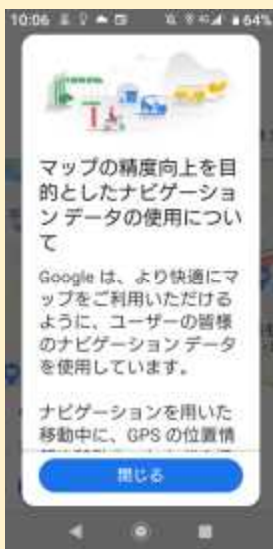 10:06
64%
マップの精度向上を目
的としたナビゲーショ
ン データの使用につい
て
Google は、より快適にマ
ップをご利用いただける
ように、ユーザーの皆様
のナビゲーション データ
を使用しています。
ナビゲーションを用いた
移動中に、GPS の位置情
閉じる